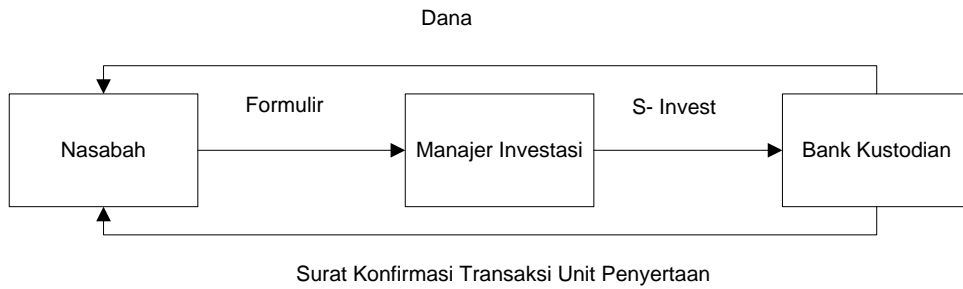 Dana
Formulir
S- Invest
Nasabah
Manajer Investasi
Bank Kustodian
Surat Konfirmasi Transaksi Unit Penyertaan